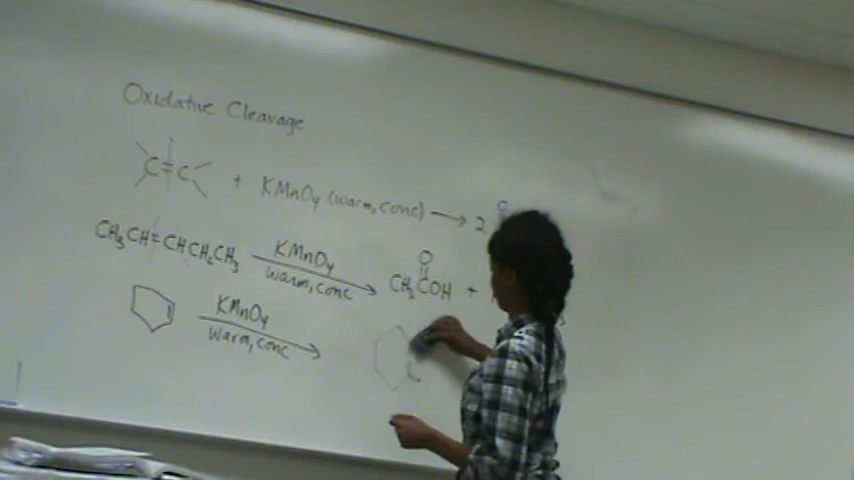 Oxidative Cleavage
C=C + KMnO4 (warm, conc) → 2 O
CH3CH=CHCH2CH3 KMnO4 warm, conc → CH3COH O +
KMnO4 warm, conc →